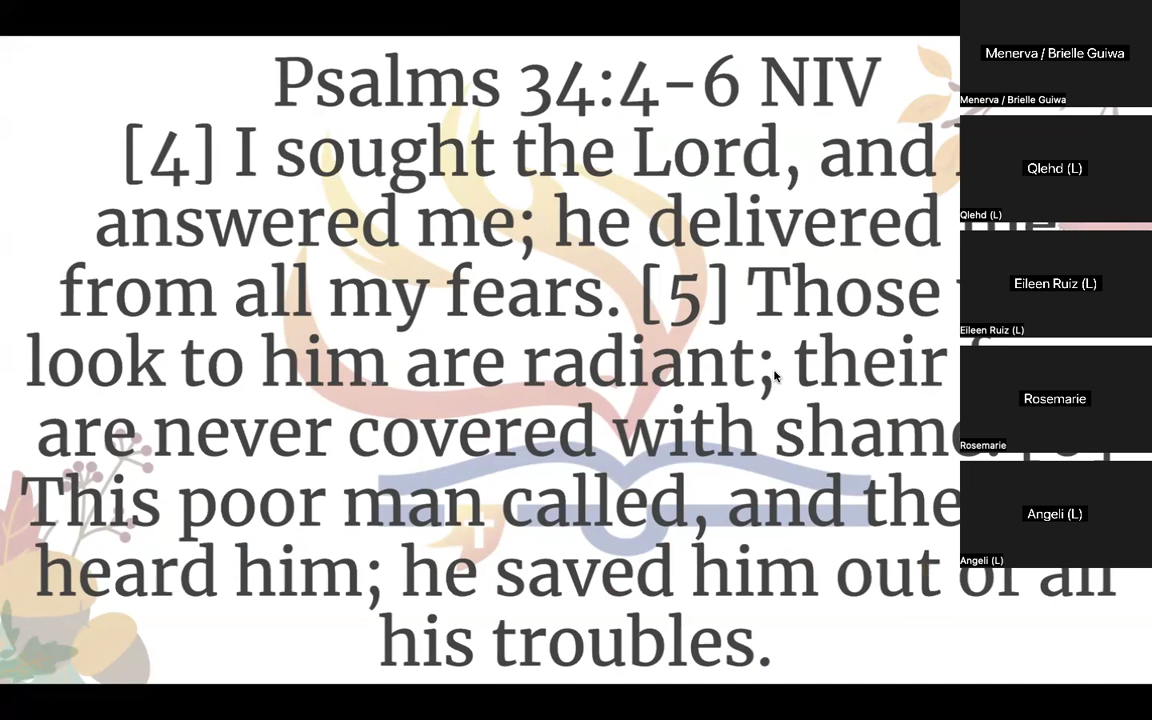 Psalms 34:4-6 NIV
[4] I sought the Lord, and
answered me; he delivered me
from all my fears. [5] Those
look to him are radiant; their
are never covered with shame.
This poor man called, and the
heard him; he saved him out of all
his troubles.
Menerva / Brielle Guiwa
Menerva / Brielle Guiwa
Qlehd (L)
Qlehd (L)
Eileen Ruiz (L)
Eileen Ruiz (L)
Rosemarie
Rosemarie
Angeli (L)
Angeli (L)